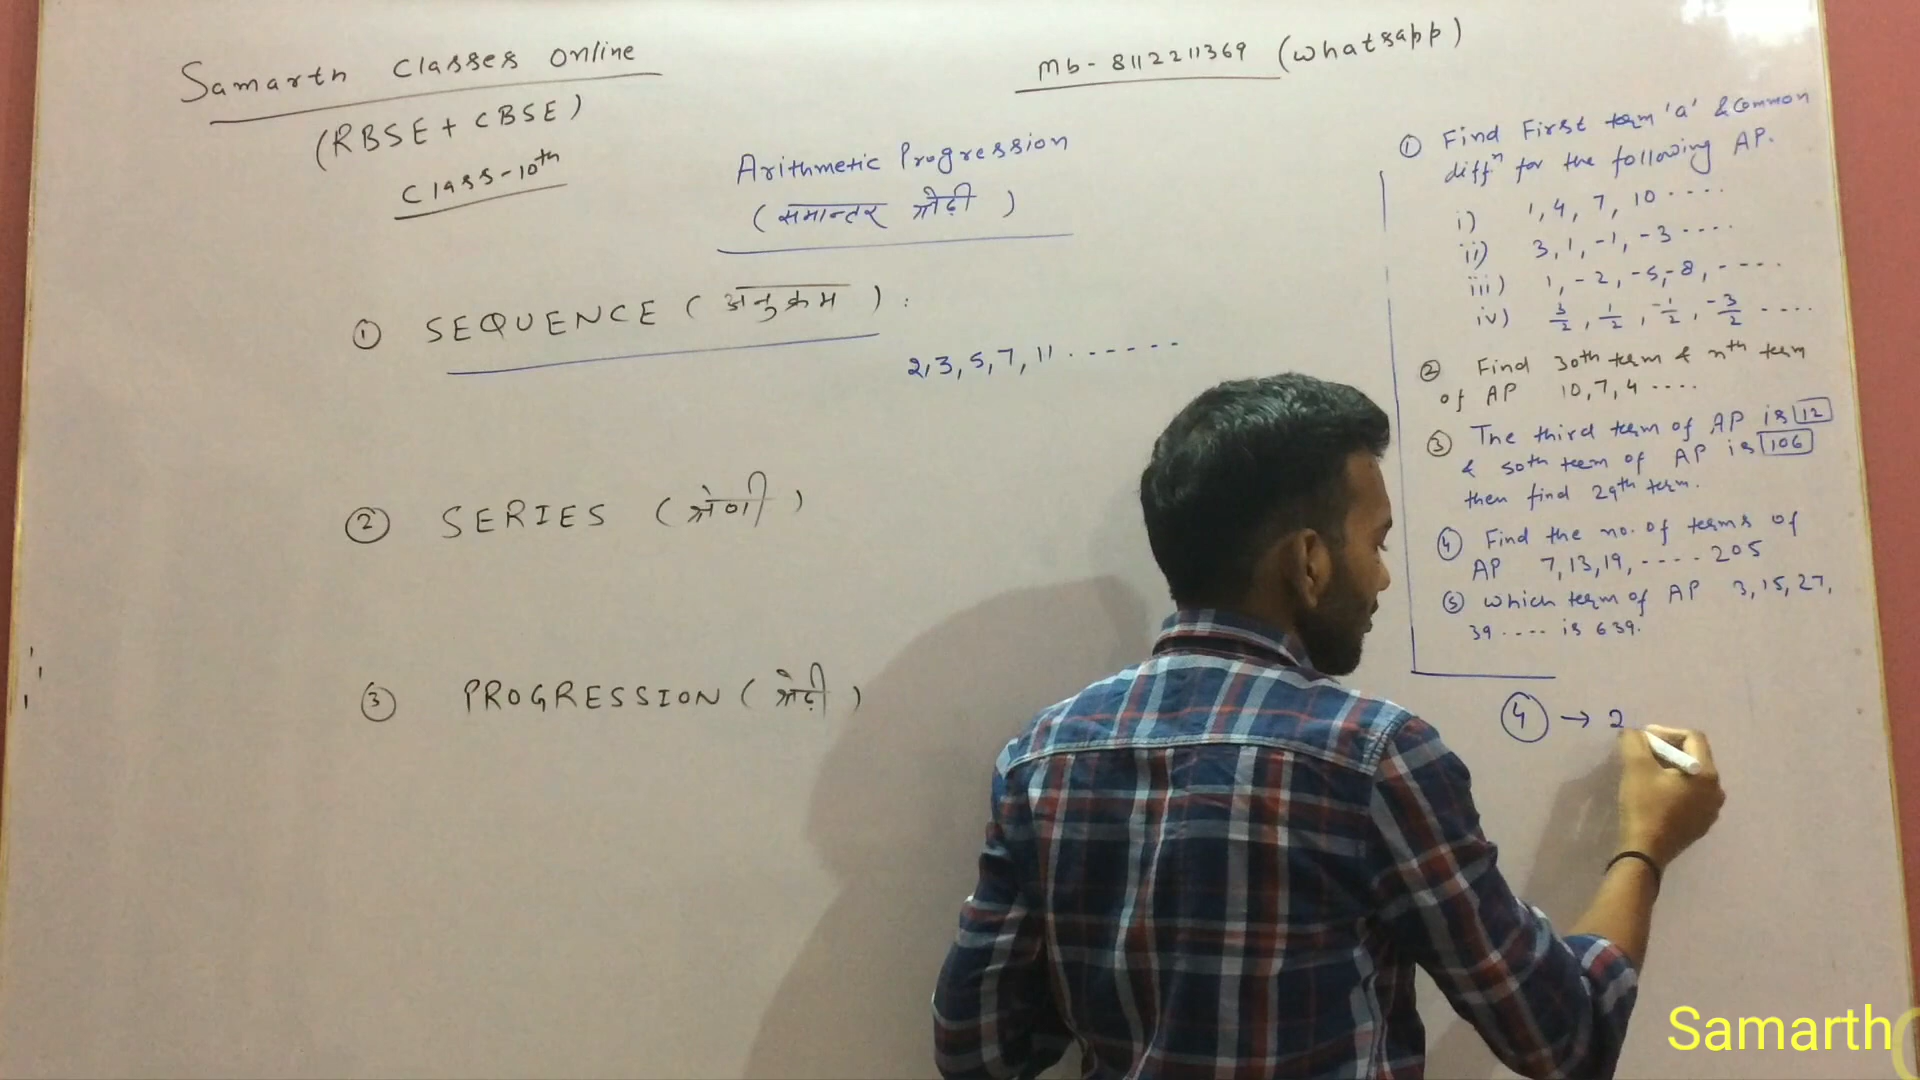 Samarth Classes Online
(RBSE + CBSE)
Class-10th
Mb- 8112211369 (whatsapp)
Arithmetic Progression
(समान्तर श्रेढ़ी)
① SEQUENCE (अनुक्रम) :
2,3,5,7,11 ......
② SERIES (श्रेणी)
③ PROGRESSION (श्रेढ़ी)
① Find First term 'a' & Common
diffⁿ for the following AP.
i) 1, 4, 7, 10 ....
ii) 3, 1, -1, -3 ....
iii) 1, -2, -5, -8, ----
iv) 3/2, 1/2, -1/2, -3/2 ....
② Find 30th term & nth term
of AP 10, 7, 4 ....
③ The third term of AP is 12
& 50th term of AP is 106
then find 29th term.
④ Find the no. of terms of
AP 7, 13, 19, ----- 205
⑤ which term of AP 3, 15, 27,
39 .... is 639.
④ → 2
Samarth